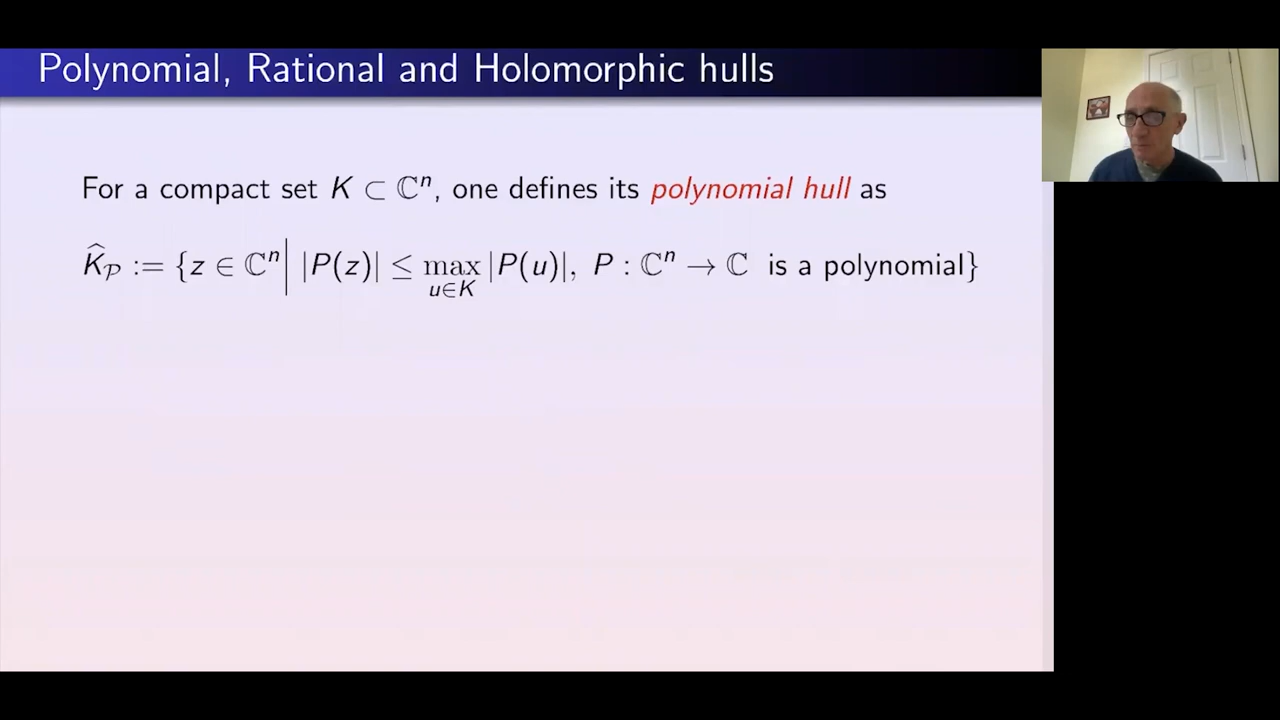 Polynomial, Rational and Holomorphic hulls
For a compact set K ⊂ ℂⁿ, one defines its polynomial hull as
K̂_𝒫 := {z ∈ ℂⁿ| |P(z)| ≤ max_{u∈K} |P(u)|, P : ℂⁿ → ℂ is a polynomial}